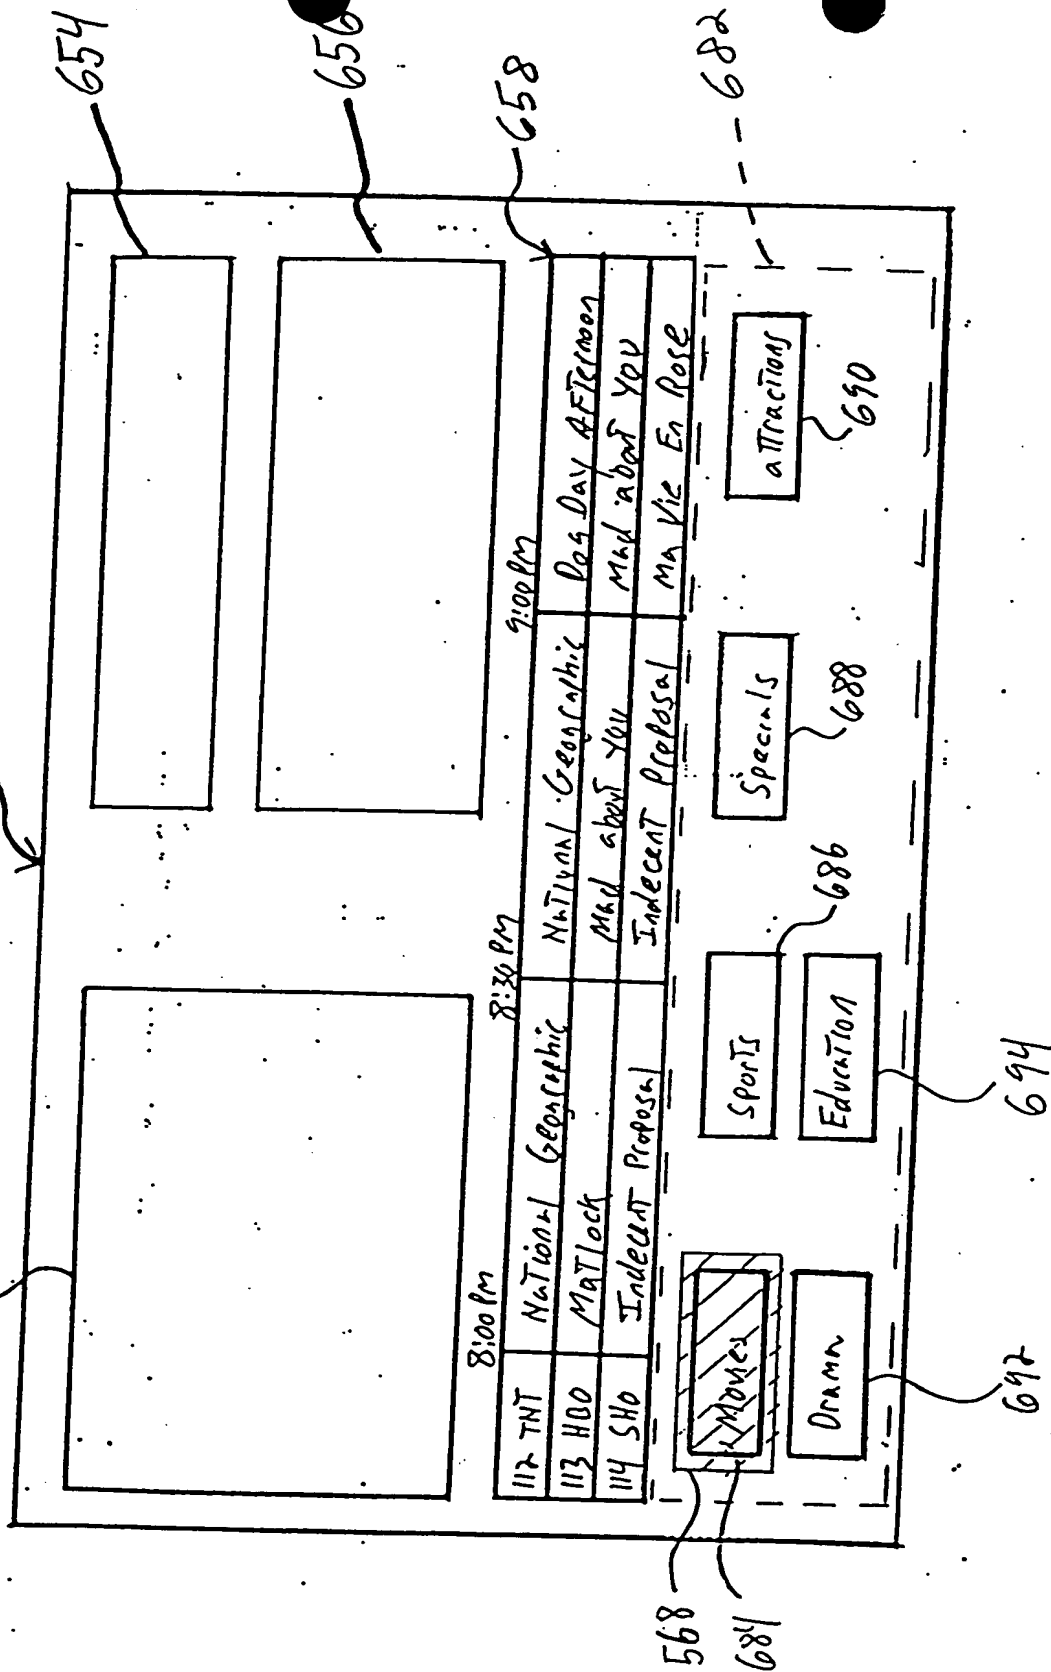 654
656
8:00 PM 8:30 PM 9:00 PM
658
112 TNT National Geographic National Geographic Dog Day Afternoon
113 HBO Matlock Mad about You Mad about You
114 SHO Indecent Proposal Indecent Proposal Ma Vie En Rose
682
568
684
Movies Sports Specials attractions
686 688 690
Drama Education
692 694